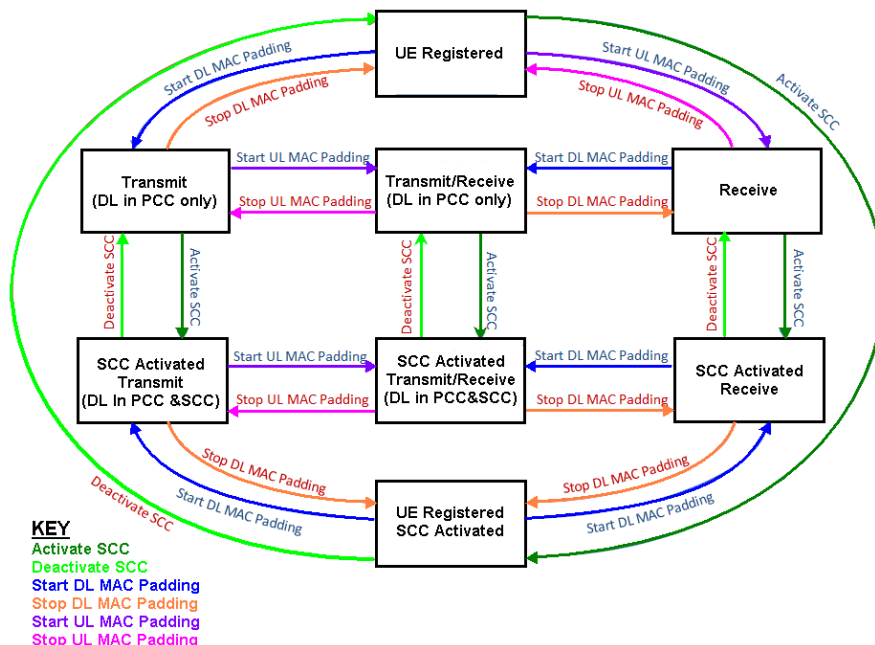 UE Registered
Start DL MAC Padding
Stop DL MAC Padding
Start UL MAC Padding
Stop UL MAC Padding
Activate SCC
Transmit
(DL in PCC only)
Start UL MAC Padding
Stop UL MAC Padding
Transmit/Receive
(DL in PCC only)
Start DL MAC Padding
Stop DL MAC Padding
Receive
Deactivate SCC
Activate SCC
Deactivate SCC
Activate SCC
Deactivate SCC
Activate SCC
SCC Activated
Transmit
(DL In PCC &SCC)
Start UL MAC Padding
Stop UL MAC Padding
SCC Activated
Transmit/Receive
(DL in PCC&SCC)
Start DL MAC Padding
Stop DL MAC Padding
SCC Activated
Receive
Stop DL MAC Padding
Start DL MAC Padding
Deactivate SCC
UE Registered
SCC Activated
Stop DL MAC Padding
Start DL MAC Padding
KEY
Activate SCC
Deactivate SCC
Start DL MAC Padding
Stop DL MAC Padding
Start UL MAC Padding
Stop UL MAC Padding